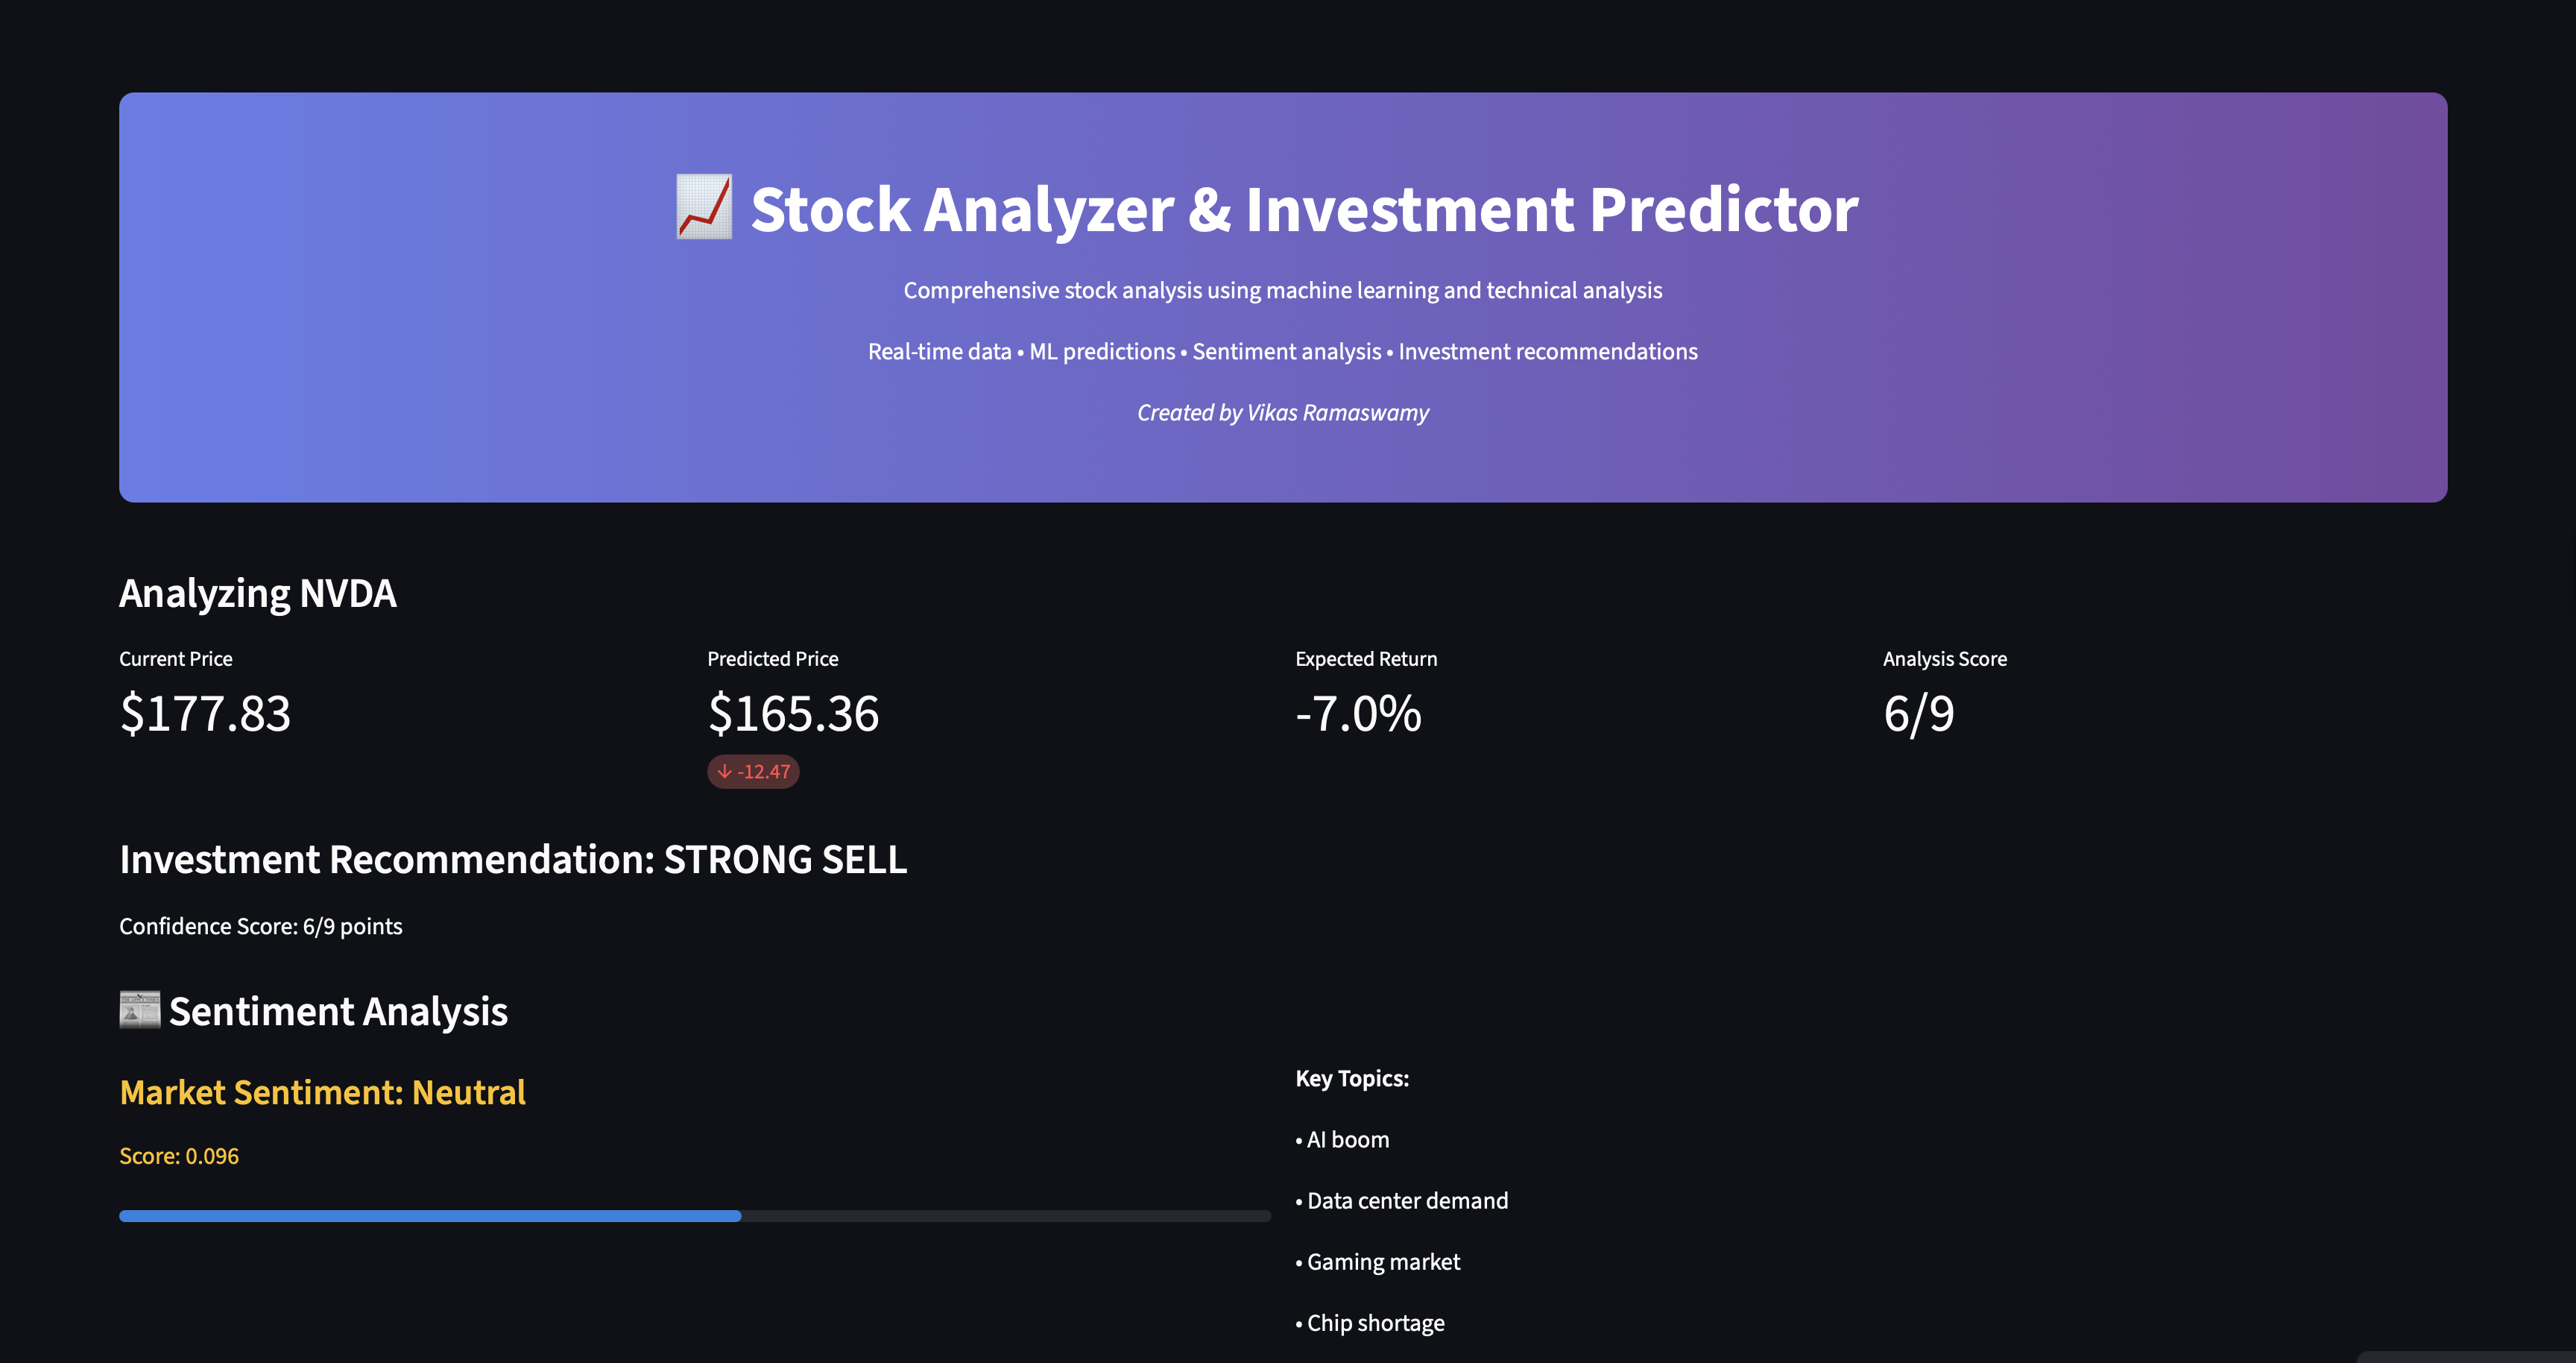 Stock Analyzer & Investment Predictor
Comprehensive stock analysis using machine learning and technical analysis
Real-time data • ML predictions • Sentiment analysis • Investment recommendations
Created by Vikas Ramaswamy
Analyzing NVDA
Current Price
$177.83
Predicted Price
$165.36
↓ -12.47
Expected Return
-7.0%
Analysis Score
6/9
Investment Recommendation: STRONG SELL
Confidence Score: 6/9 points
Sentiment Analysis
Market Sentiment: Neutral
Score: 0.096
Key Topics:
• AI boom
• Data center demand
• Gaming market
• Chip shortage